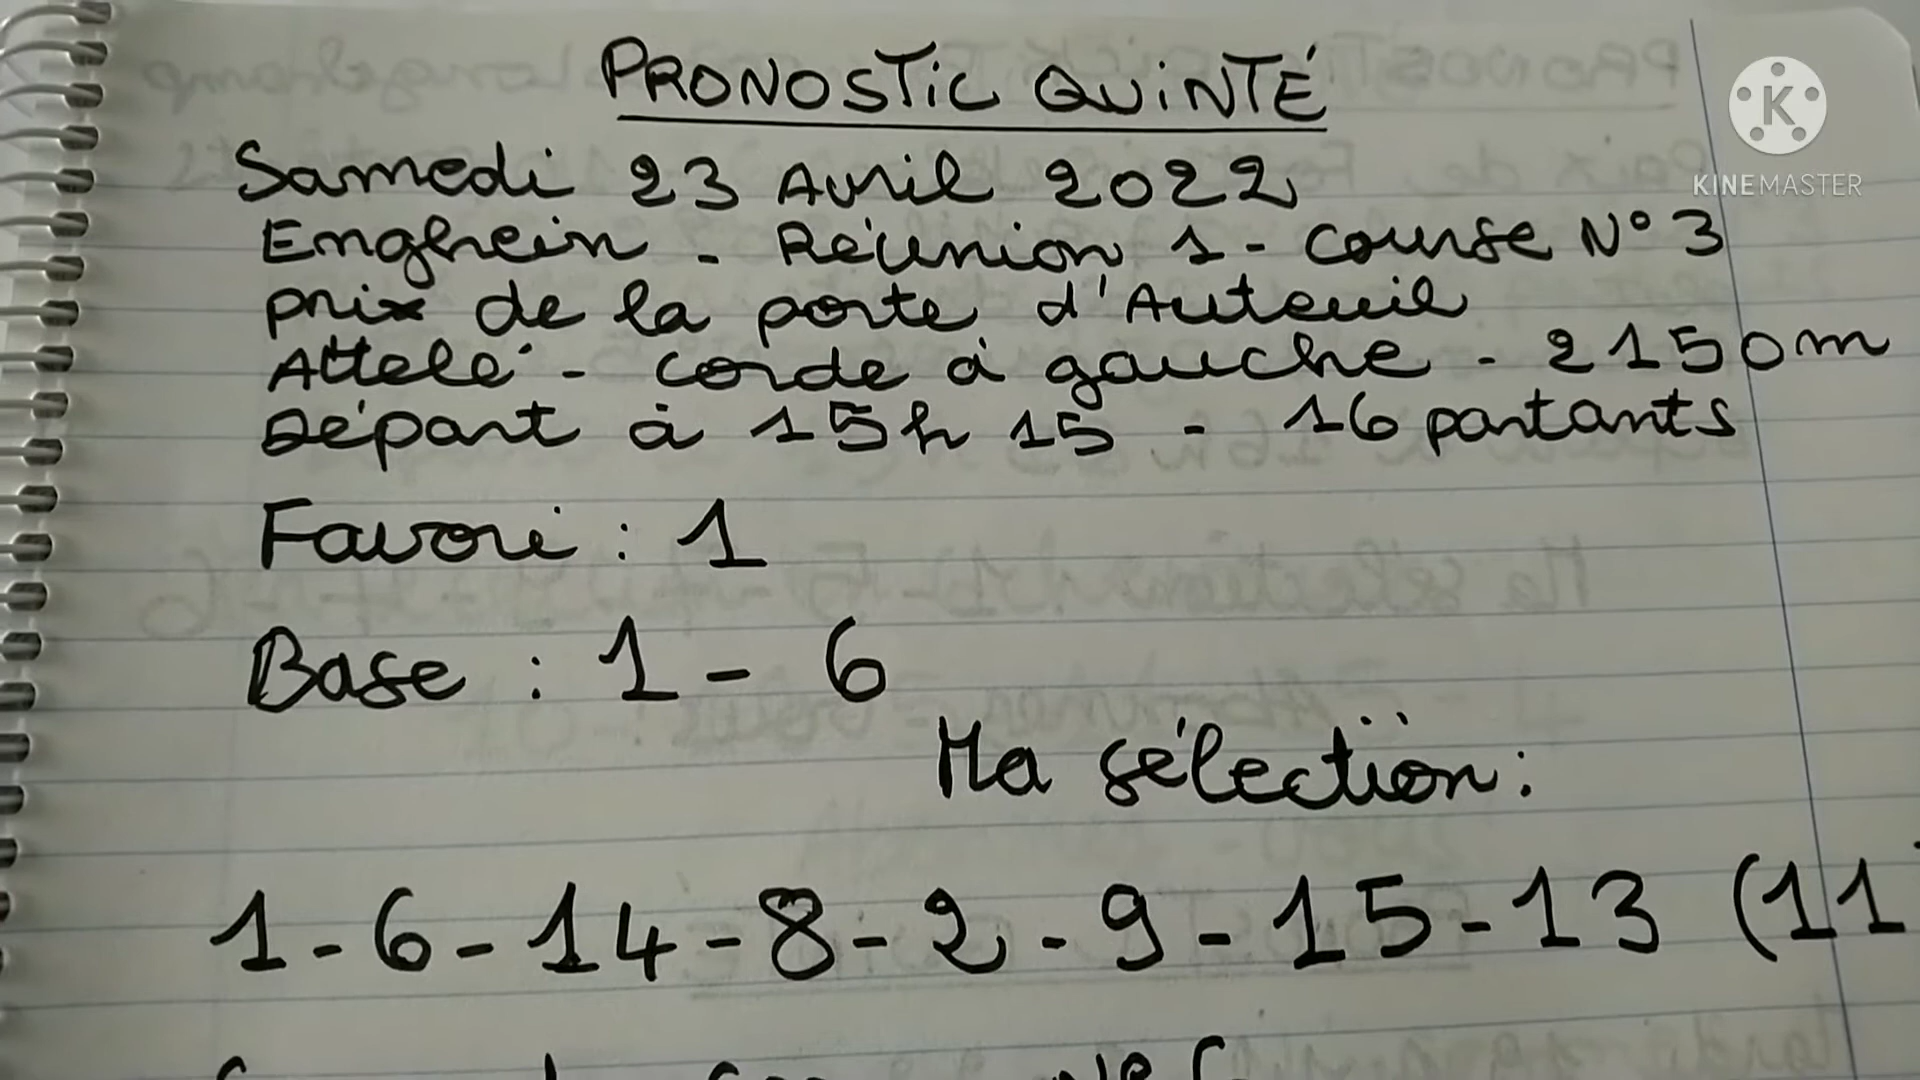 PRONOSTIC QUINTÉ
K
KINEMASTER
Samedi 23 Avril 2022
Enghein - Réunion 1 - course N° 3
prix de la porte d'Auteuil
Attelé - corde à gauche - 2150m
Départ à 15h15 - 16 partants
Favori : 1
Base : 1 - 6
Ma sélection :
1 - 6 - 14 - 8 - 2 - 9 - 15 - 13 (11